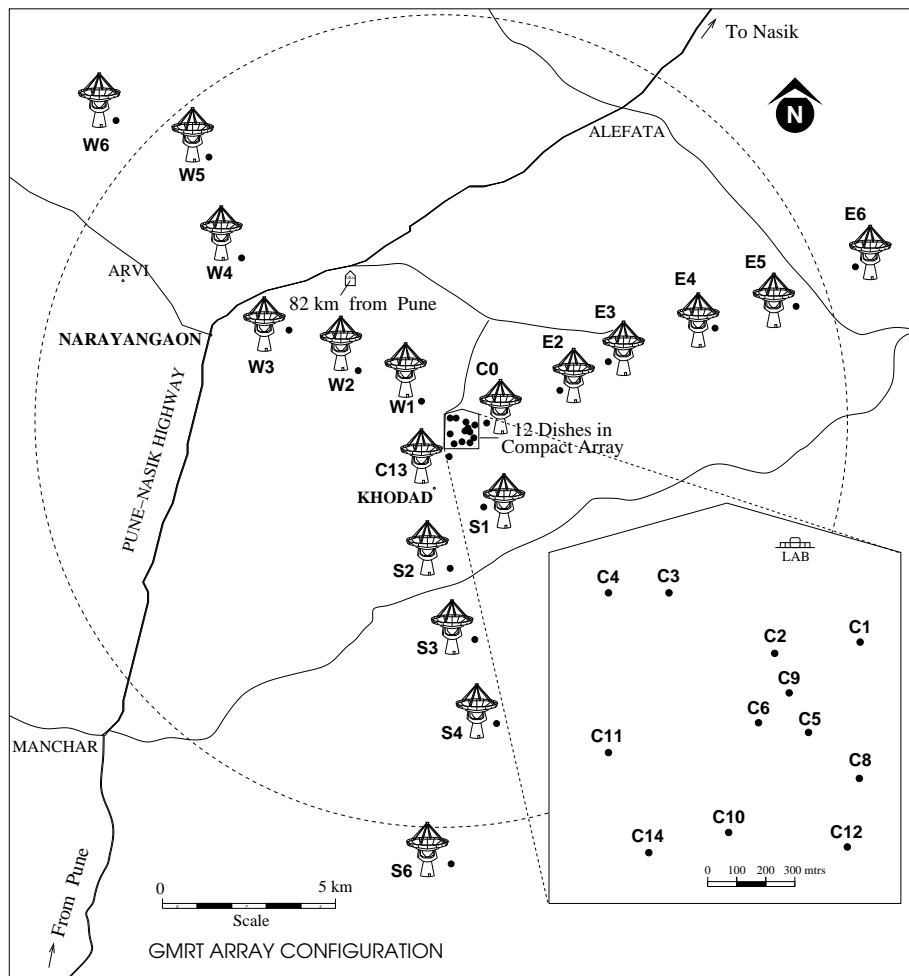 To Nasik
N
ALEFATA
W6
W5
W4
E6
E5
E4
E3
E2
ARVI
82 km from Pune
NARAYANGAON
W3
W2
W1
C0
12 Dishes in
Compact Array
C13
KHODAD
PUNE-NASIK HIGHWAY
S1
S2
S3
S4
S6
MANCHAR
From Pune
LAB
C4
C3
C1
C2
C9
C6
C5
C11
C8
C10
C14
C12
0 100 200 300 mtrs
0 5 km
Scale
GMRT ARRAY CONFIGURATION